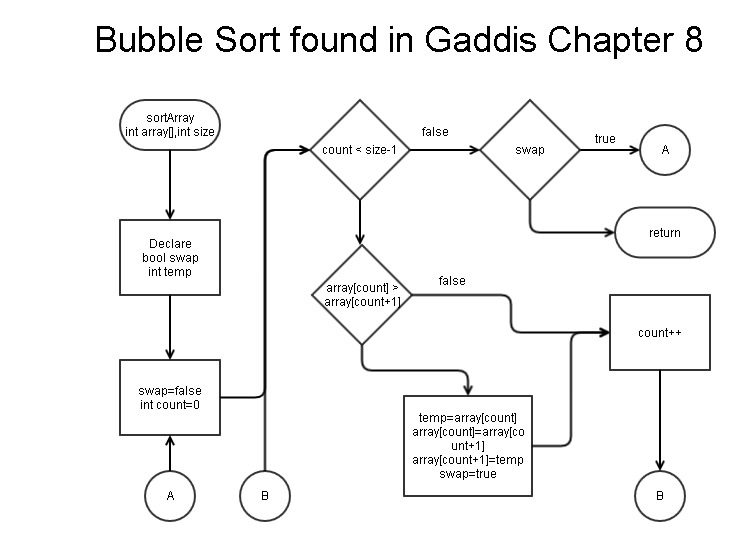 Bubble Sort found in Gaddis Chapter 8
sortArray
int array[],int size
Declare
bool swap
int temp
swap=false
int count=0
A
B
count < size-1
false
swap
true
A
return
array[count] >
array[count+1]
false
temp=array[count]
array[count]=array[co
unt+1]
array[count+1]=temp
swap=true
count++
B